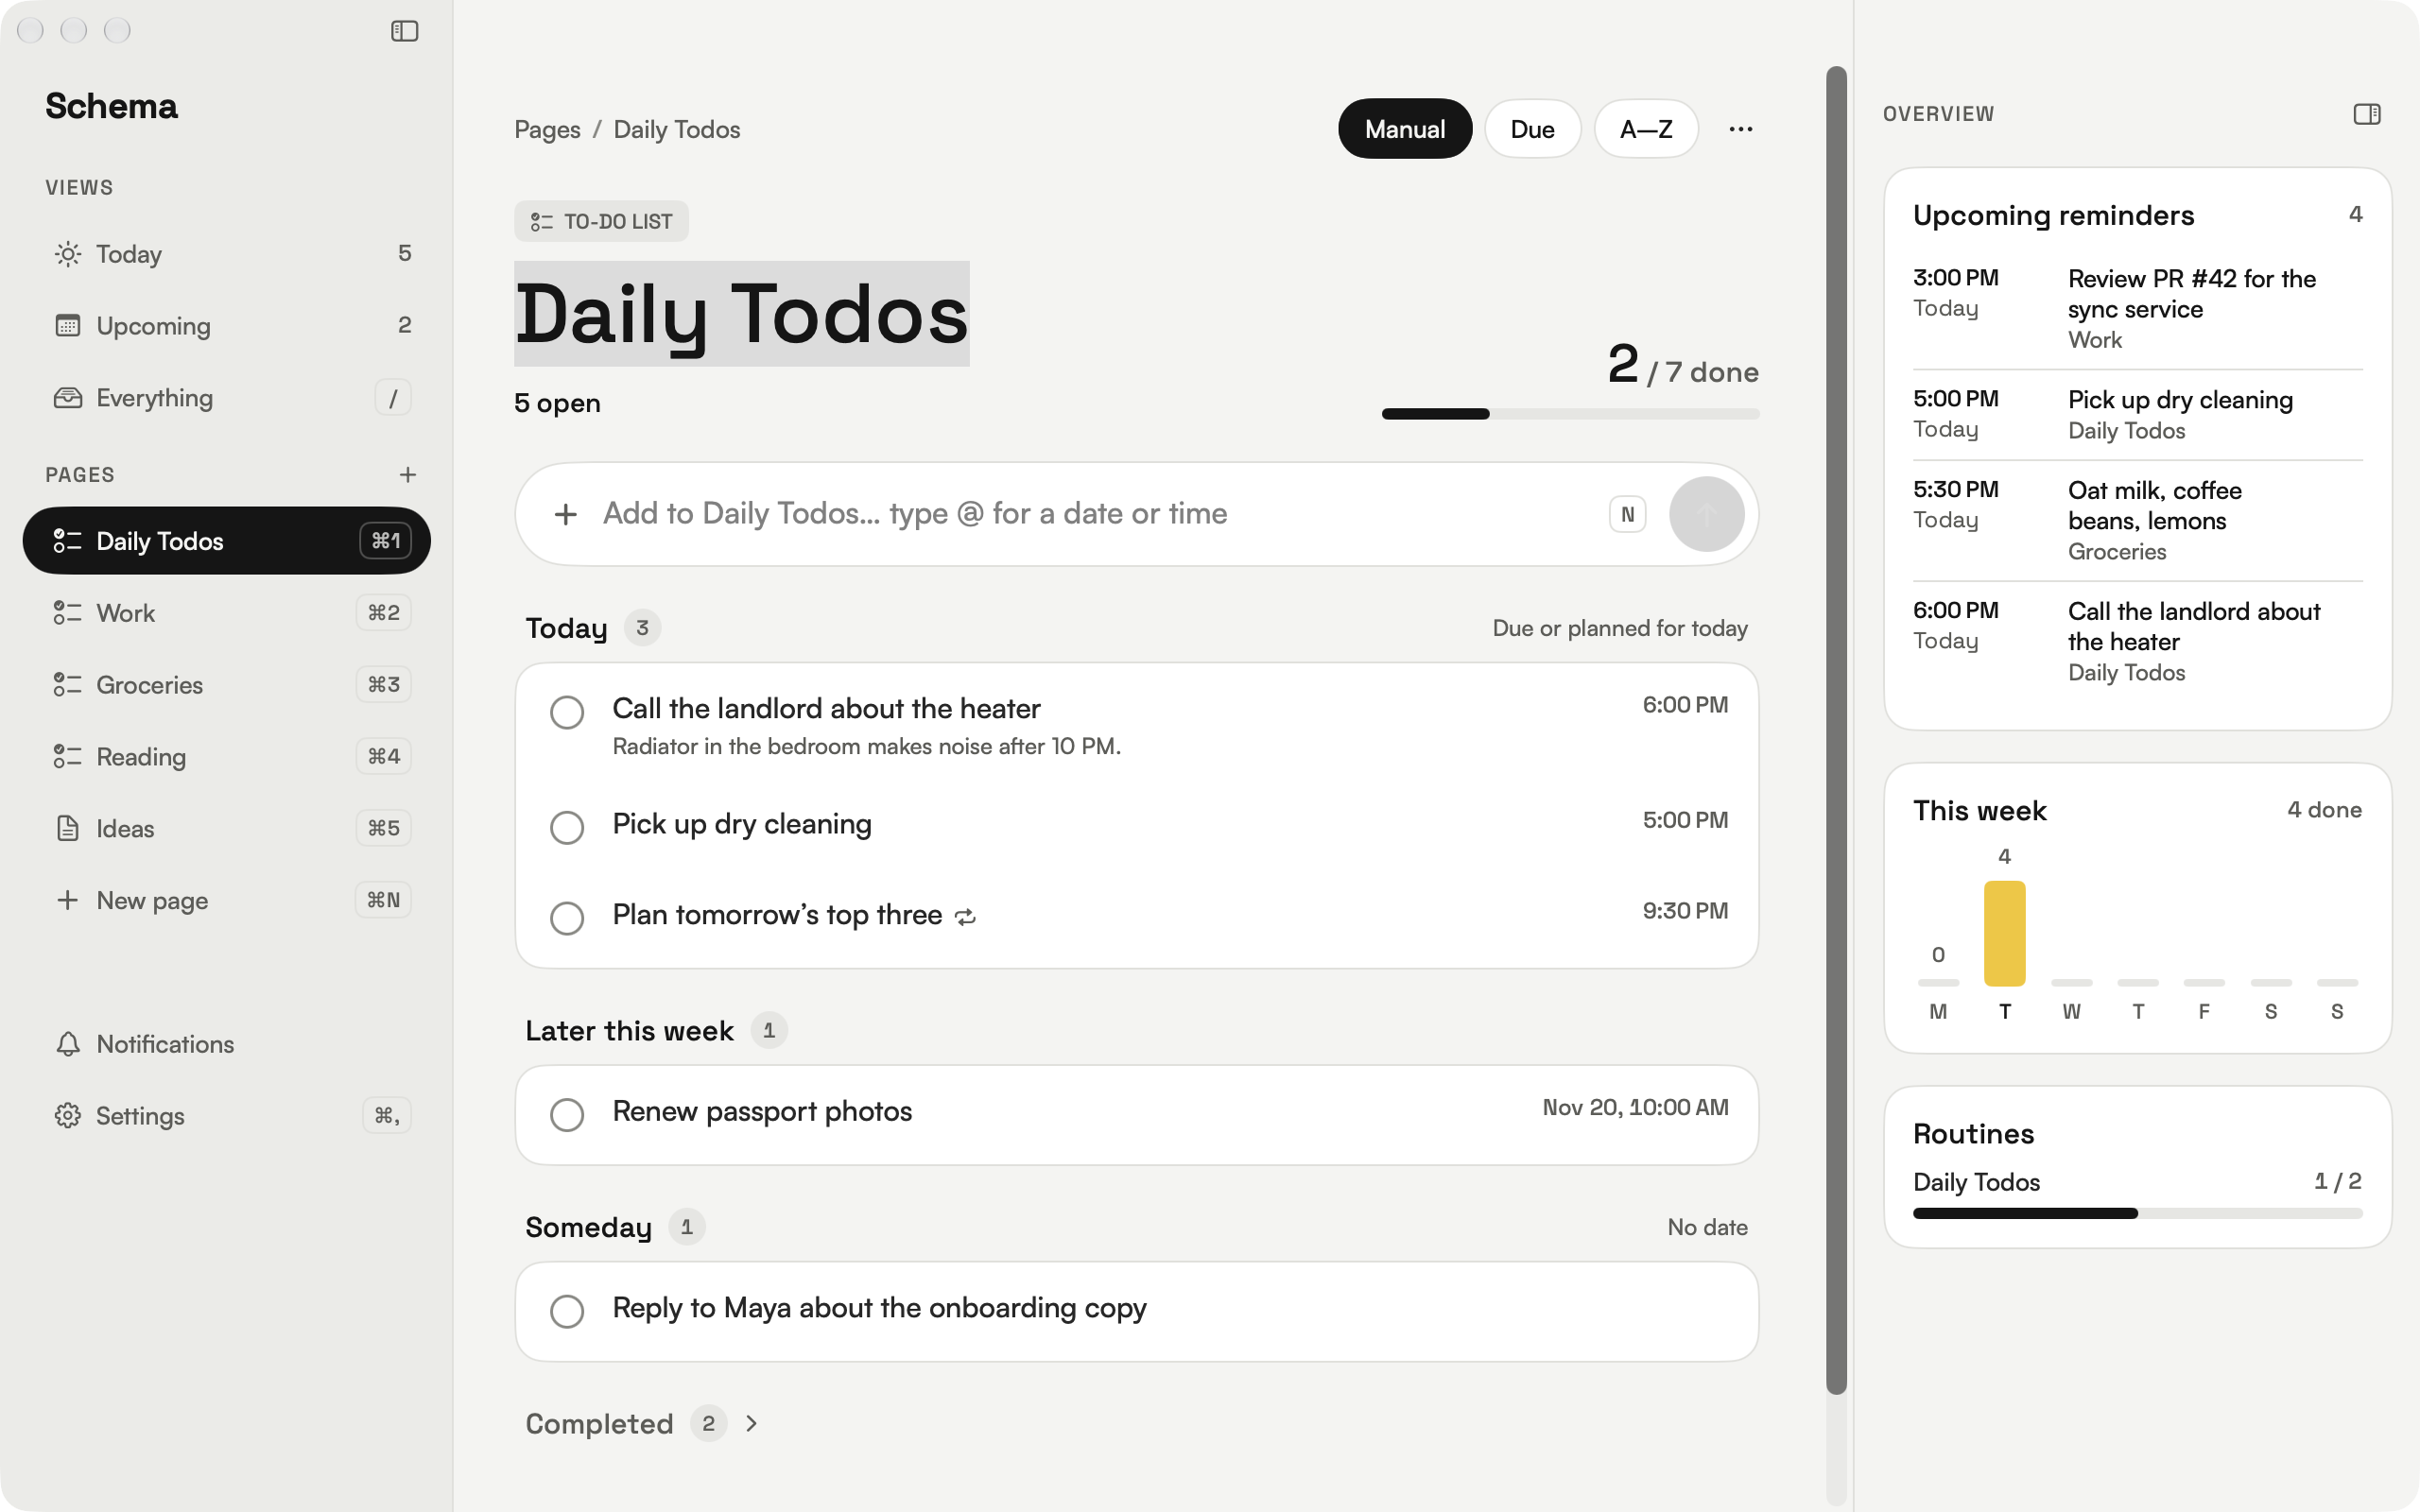 Schema
VIEWS
Today 5
Upcoming 2
Everything /
PAGES
Daily Todos ⌘1
Work ⌘2
Groceries ⌘3
Reading ⌘4
Ideas ⌘5
New page ⌘N
Notifications
Settings ⌘,
Pages / Daily Todos
Manual Due A—Z
TO-DO LIST
Daily Todos
5 open
2 / 7 done
Add to Daily Todos... type @ for a date or time N
Today 3 Due or planned for today
Call the landlord about the heater 6:00 PM
Radiator in the bedroom makes noise after 10 PM.
Pick up dry cleaning 5:00 PM
Plan tomorrow’s top three 9:30 PM
Later this week 1
Renew passport photos Nov 20, 10:00 AM
Someday 1 No date
Reply to Maya about the onboarding copy
Completed 2
OVERVIEW
Upcoming reminders 4
3:00 PM Review PR #42 for the
Today sync service
Work
5:00 PM Pick up dry cleaning
Today Daily Todos
5:30 PM Oat milk, coffee
Today beans, lemons
Groceries
6:00 PM Call the landlord about
Today the heater
Daily Todos
This week 4 done
4
0
M T W T F S S
Routines
Daily Todos 1 / 2